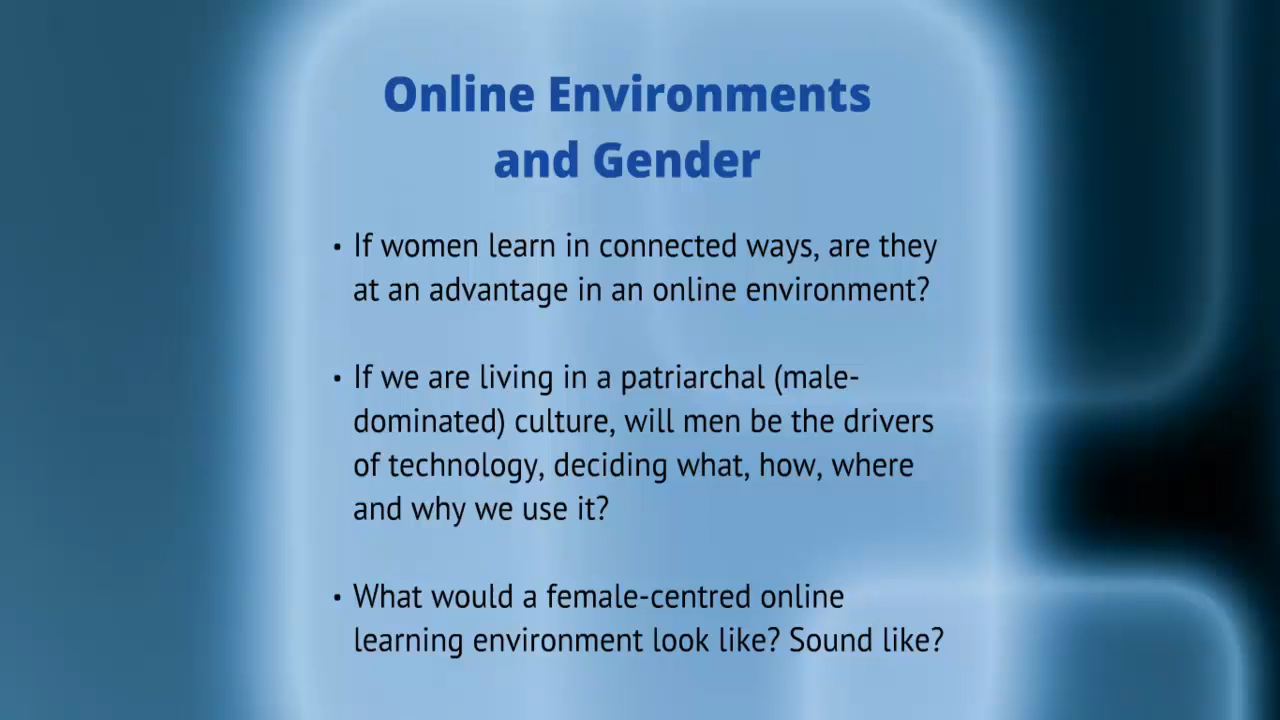 Online Environments
and Gender
• If women learn in connected ways, are they
at an advantage in an online environment?
• If we are living in a patriarchal (male-
dominated) culture, will men be the drivers
of technology, deciding what, how, where
and why we use it?
• What would a female-centred online
learning environment look like? Sound like?